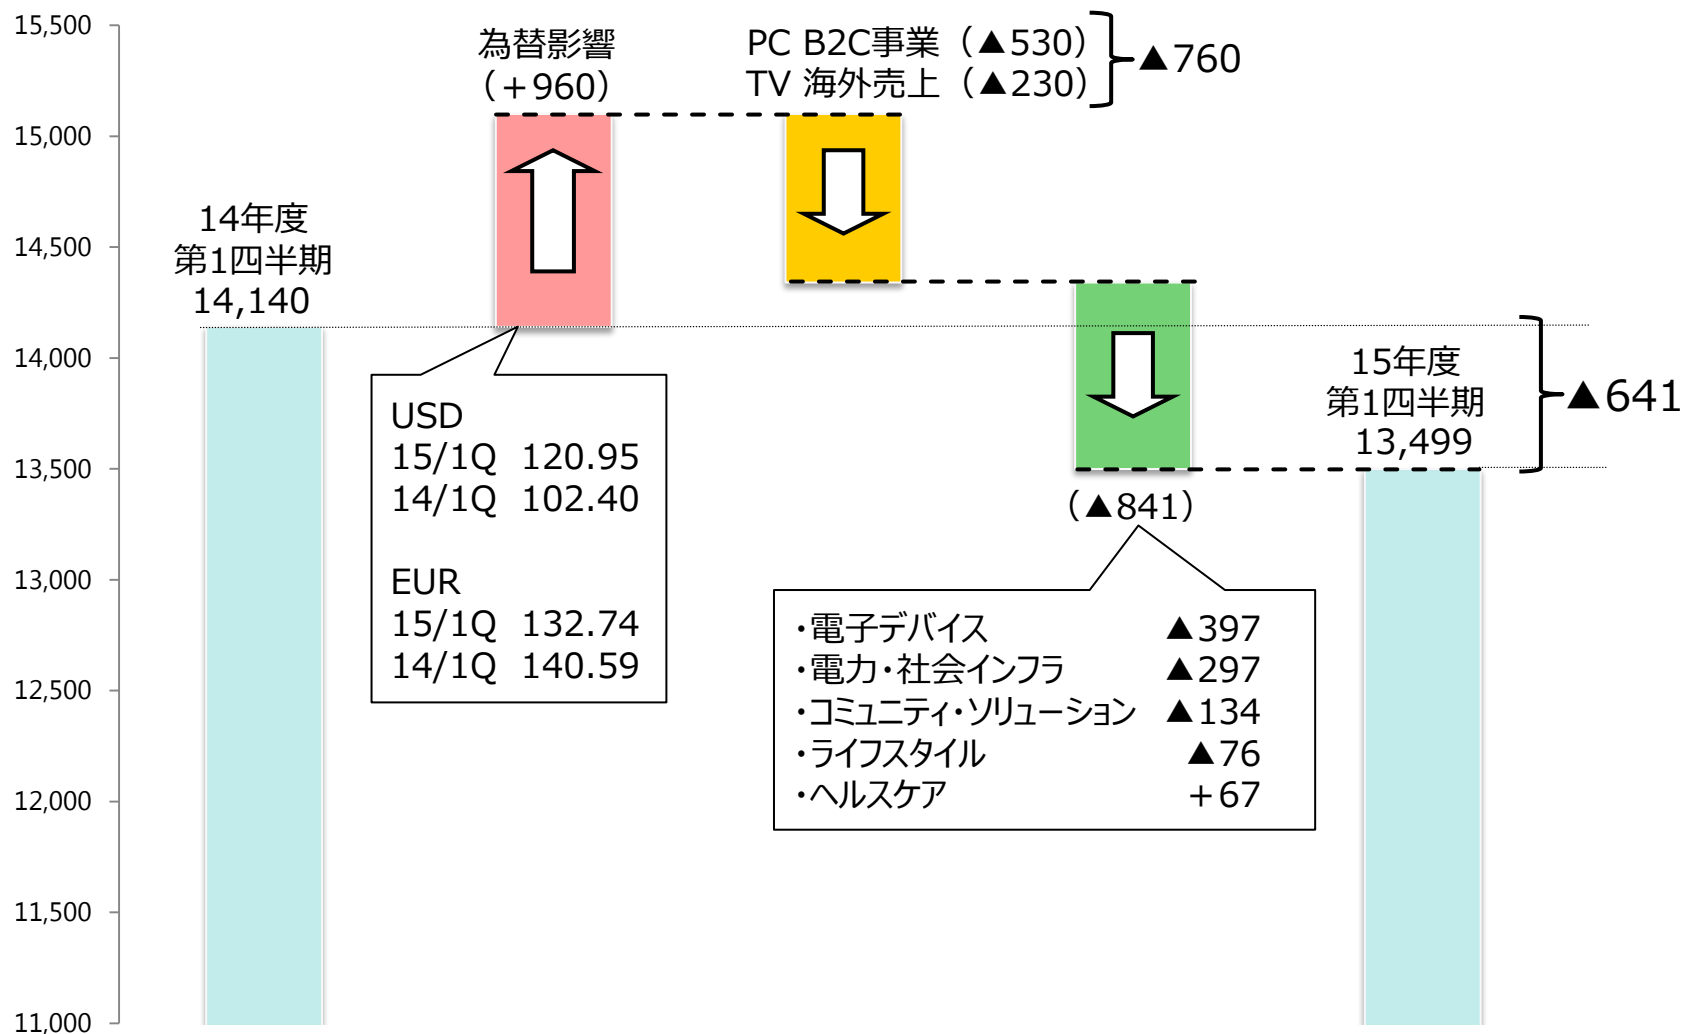 15,500
15,000
14,500
14,000
13,500
13,000
12,500
12,000
11,500
11,000
14年度
第1四半期
14,140
為替影響
（+960）
PC B2C事業（▲530）
TV 海外売上（▲230）
▲760
USD
15/1Q 120.95
14/1Q 102.40
EUR
15/1Q 132.74
14/1Q 140.59
（▲841）
・電子デバイス ▲397
・電力・社会インフラ ▲297
・コミュニティ・ソリューション ▲134
・ライフスタイル ▲76
・ヘルスケア +67
15年度
第1四半期
13,499
▲641